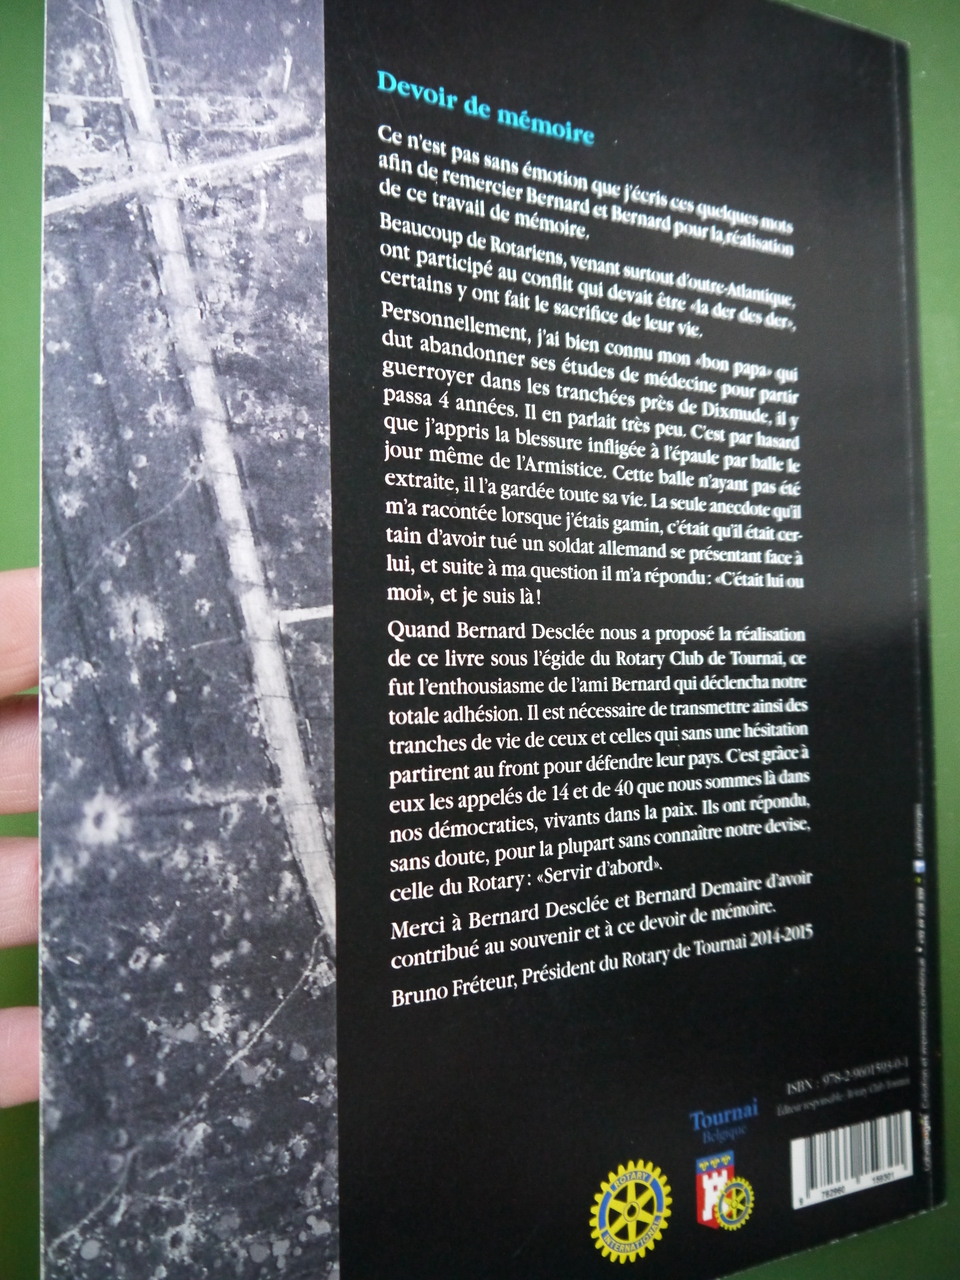 Devoir de mémoire
Ce n'est pas sans émotion que j'écris ces quelques mots
afin de remercier Bernard et Bernard pour la réalisation
de ce travail de mémoire.
Beaucoup de Rotariens, venant surtout d'outre-Atlantique,
ont participé au conflit qui devait être «la der des der»,
certains y ont fait le sacrifice de leur vie.
Personnellement, j'ai bien connu mon «bon papa» qui
dut abandonner ses études de médecine pour partir
guerroyer dans les tranchées près de Dixmude, il y
passa 4 années. Il en parlait très peu. C'est par hasard
que j'appris la blessure infligée à l'épaule par balle le
jour même de l'Armistice. Cette balle n'ayant pas été
extraite, il l'a gardée toute sa vie. La seule anecdote qu'il
m'a racontée lorsque j'étais gamin, c'était qu'il était cer-
tain d'avoir tué un soldat allemand se présentant face à
lui, et suite à ma question il m'a répondu : «C'était lui ou
moi», et je suis là !
Quand Bernard Desclée nous a proposé la réalisation
de ce livre sous l'égide du Rotary Club de Tournai, ce
fut l'enthousiasme de l'ami Bernard qui déclencha notre
totale adhésion. Il est nécessaire de transmettre ainsi des
tranches de vie de ceux et celles qui sans une hésitation
partirent au front pour défendre leur pays. C'est grâce à
eux les appelés de 14 et de 40 que nous sommes là dans
nos démocraties, vivants dans la paix. Ils ont répondu,
sans doute, pour la plupart sans connaître notre devise,
celle du Rotary : «Servir d'abord».
Merci à Bernard Desclée et Bernard Demaire d'avoir
contribué au souvenir et à ce devoir de mémoire.
Bruno Fréteur, Président du Rotary de Tournai 2014-2015
ISBN : 978-2-9601593-0-1
Éditeur responsable : Rotary Club Tournai
Tournai
Belgique
ROTARY
INTERNATIONAL
9 782960 159301